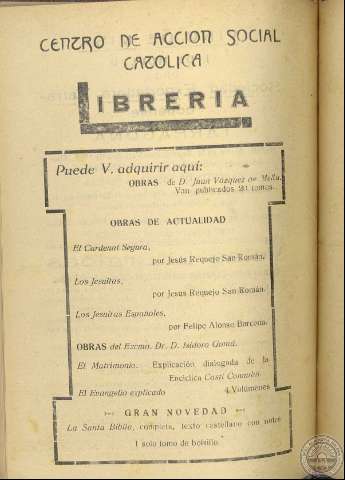 CENTRO DE ACCION SOCIAL
CATOLICA
LIBRERIA
Puede V. adquirir aquí:
OBRAS de D. Juan Vázquez de Mella.
Van publicados 20 tomos.
OBRAS DE ACTUALIDAD
El Cardenal Segura,
por Jesús Requejo San Román.
Los Jesuitas,
por Jesús Requejo San Román.
Los Jesuitas Españoles,
por Felipe Alonso Bárcena.
OBRAS del Excmo. Dr. D. Isidoro Gomá.
El Matrimonio. Explicación dialogada de la
Encíclica Casti Connubii
El Evangelio explicado 4 Volúmenes
GRAN NOVEDAD
La Santa Biblia, completa, texto castellano con notas
1 solo tomo de bolsillo.